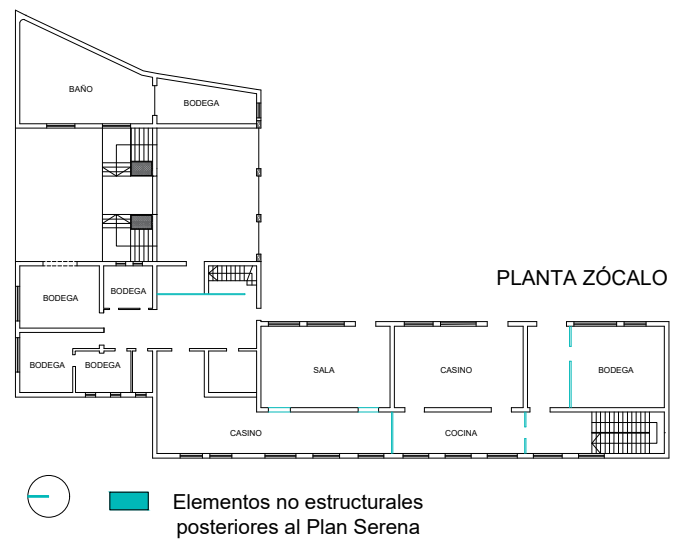 BAÑO
BODEGA
PLANTA ZÓCALO
BODEGA
BODEGA
BODEGA
BODEGA
SALA
CASINO
BODEGA
CASINO
COCINA
Elementos no estructurales
posteriores al Plan Serena